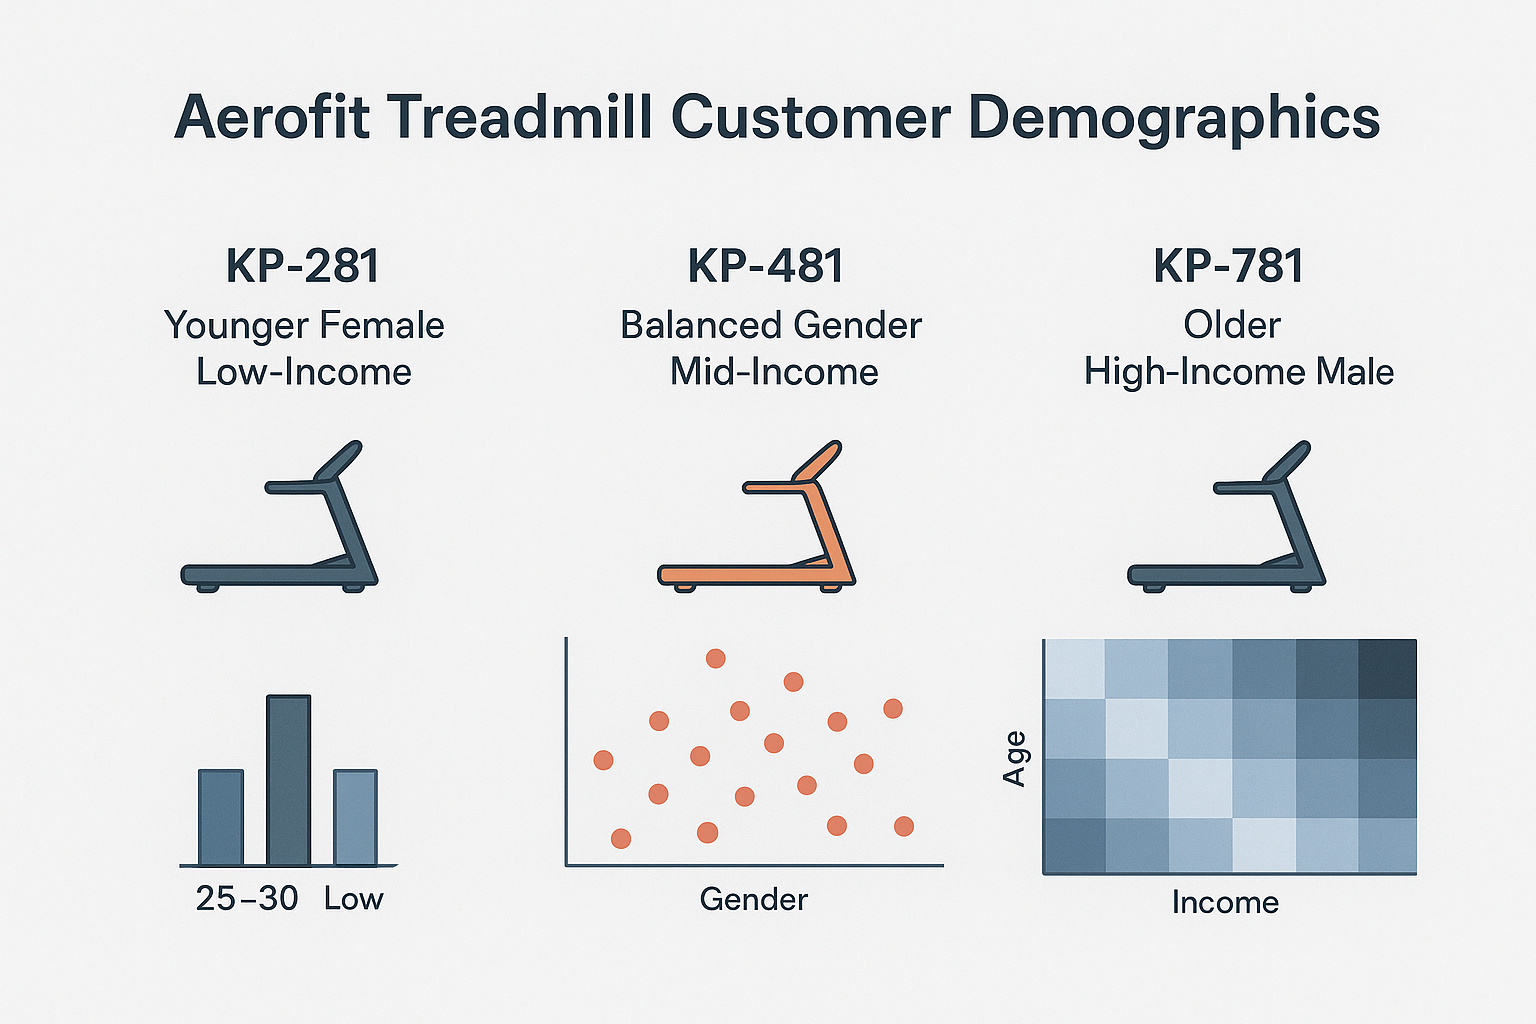 Aerofit Treadmill Customer Demographics
KP-281
Younger Female
Low-Income
KP-481
Balanced Gender
Mid-Income
KP-781
Older
High-Income Male
25–30 Low
Gender
Age
Income